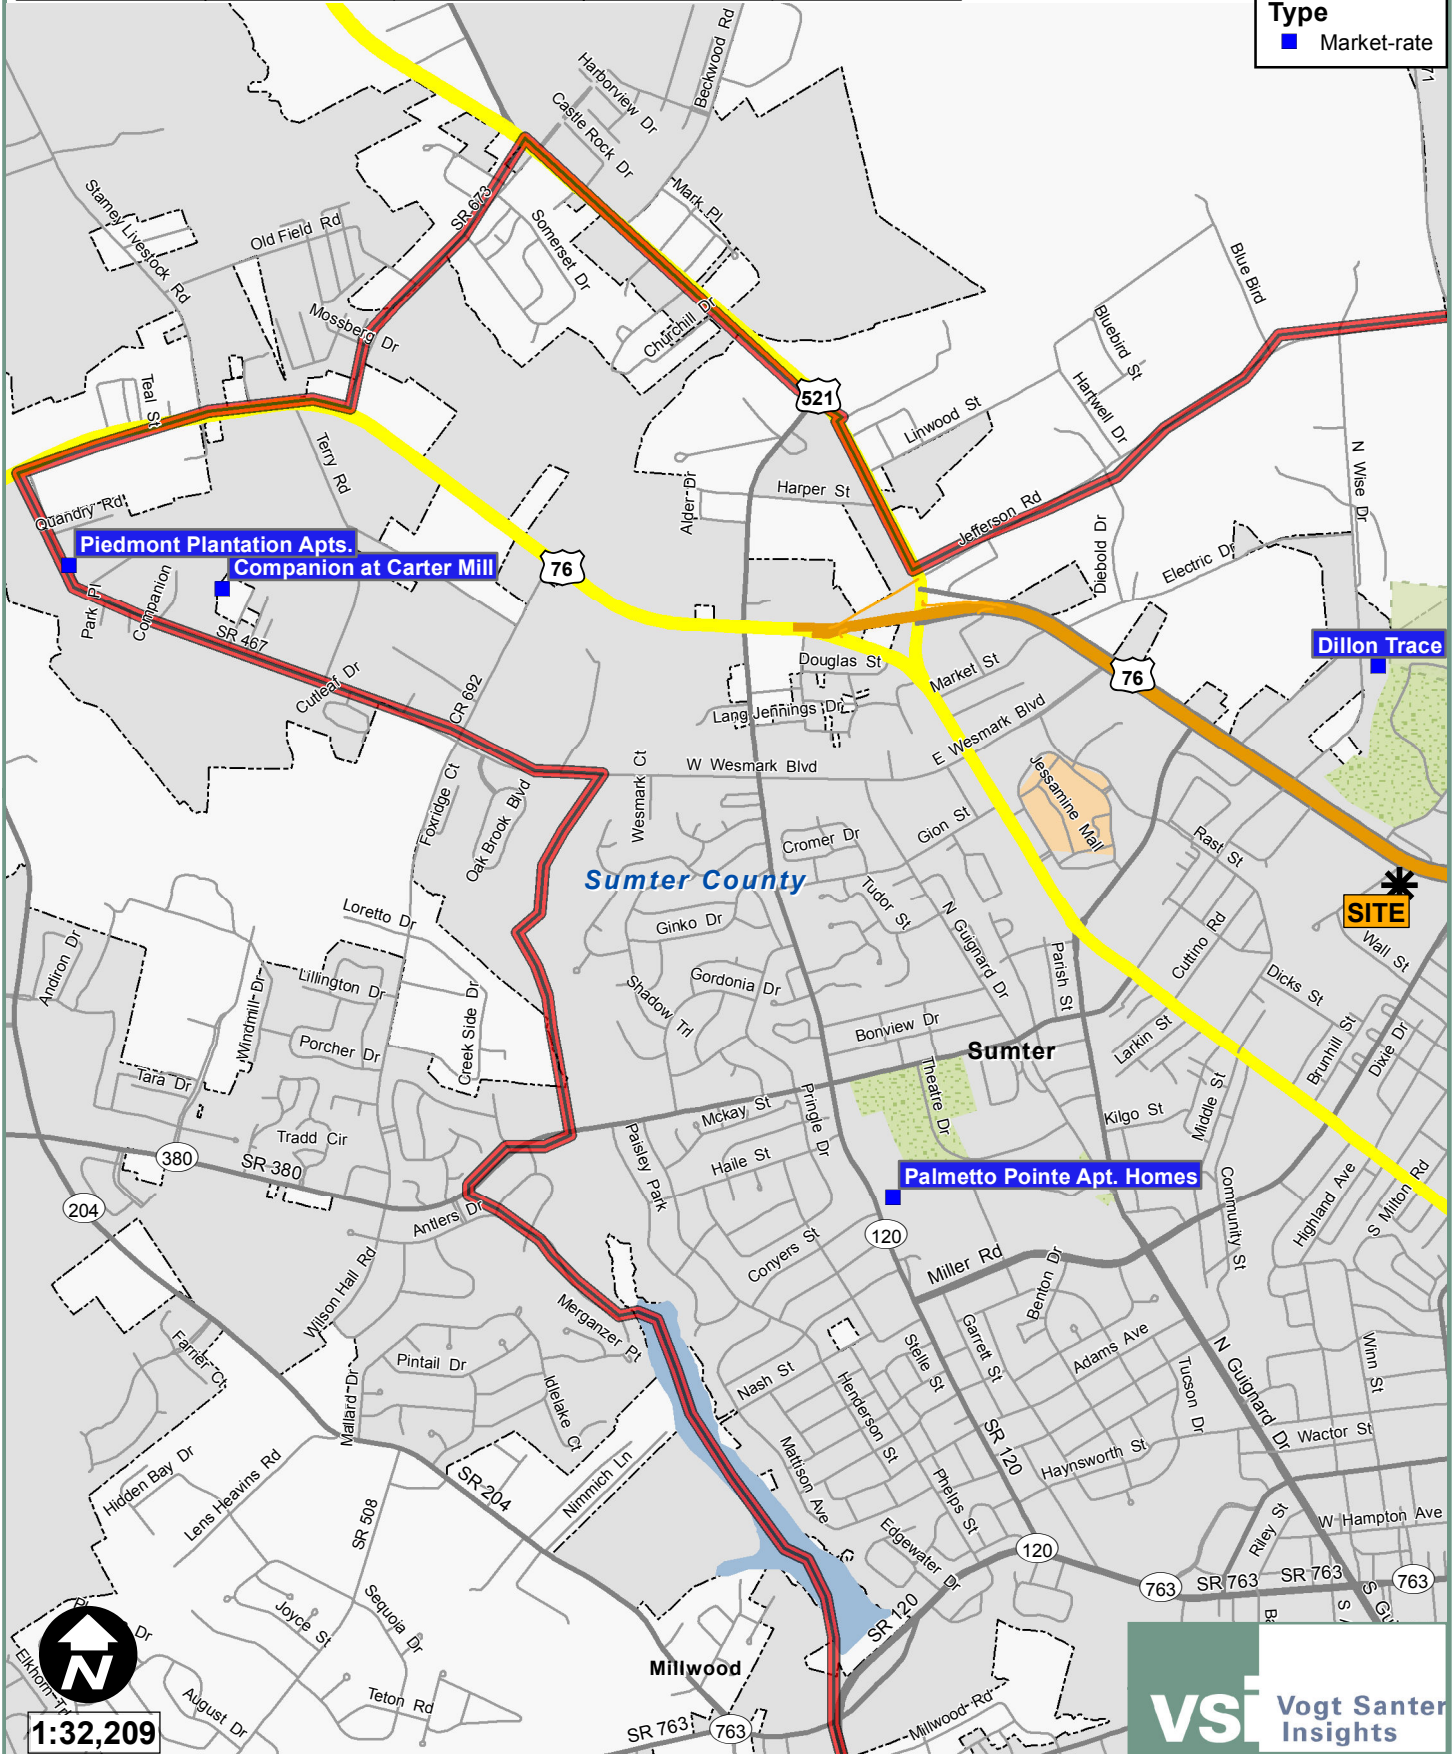 Type
Market-rate
71
Beckwood Rd
Harborview Dr
Castle Rock Dr
Mark Pl
SR 673
Somerset Dr
Stamey Livestock Rd
Old Field Rd
Mossberg Dr
Churchill Dr
Blue Bird
Bluebird St
Teal St
521
Hartwell Dr
Linwood St
Terry Rd
N Wise Dr
Alder Dr
Harper St
Quandry Rd
Jefferson Rd
Diebold Dr
Electric Dr
Piedmont Plantation Apts.
Companion at Carter Mill
76
Park Pl
Companion
SR 467
Douglas St
Market St
Dillon Trace
76
Cutleaf Dr
CR 692
Lang Jennings Dr
E Wesmark Blvd
W Wesmark Blvd
Wesmark Ct
Foxridge Ct
Oak Brook Blvd
Jessamine Mall
Gion St
Cromer Dr
Rast St
Sumter County
Tudor St
SITE
Loretto Dr
Ginko Dr
N Guignard Dr
Cuttino Rd
Wall St
Andiron Dr
Lillington Dr
Gordonia Dr
Parish St
Dicks St
Shadow Trl
Windmill Dr
Creek Side Dr
Porcher Dr
Bonview Dr
Sumter
Larkin St
Brunhill St
Dixie Dr
Tara Dr
Theatre Dr
Mckay St
Pringle Dr
Kilgo St
Middle St
Tradd Cir
Paisley Park
380
SR 380
Haile St
Palmetto Pointe Apt. Homes
Community St
Highland Ave
S Milton Rd
204
Antlers Dr
120
Conyers St
Miller Rd
Benton Dr
Wilson Hall Rd
Merganzer Pt
Farrier Ct
Pintail Dr
Stelle St
Garrett St
Adams Ave
N Guignard Dr
Winn St
Nash St
Henderson St
Tucson Dr
Idlelake Ct
Mallard Dr
SR 120
Wactor St
Hidden Bay Dr
Lens Heavins Rd
SR 204
Nimmich Ln
Mattison Ave
Haynsworth St
Phelps St
SR 508
W Hampton Ave
Riley St
Edgewater Dr
120
763
SR 763
SR 763
763
Joyce St
Sequoia Dr
SR 120
Dr
N
Millwood
Teton Rd
August Dr
Millwood Rd
SR 763
763
1:32,209
vsi
Vogt Santer
Insights